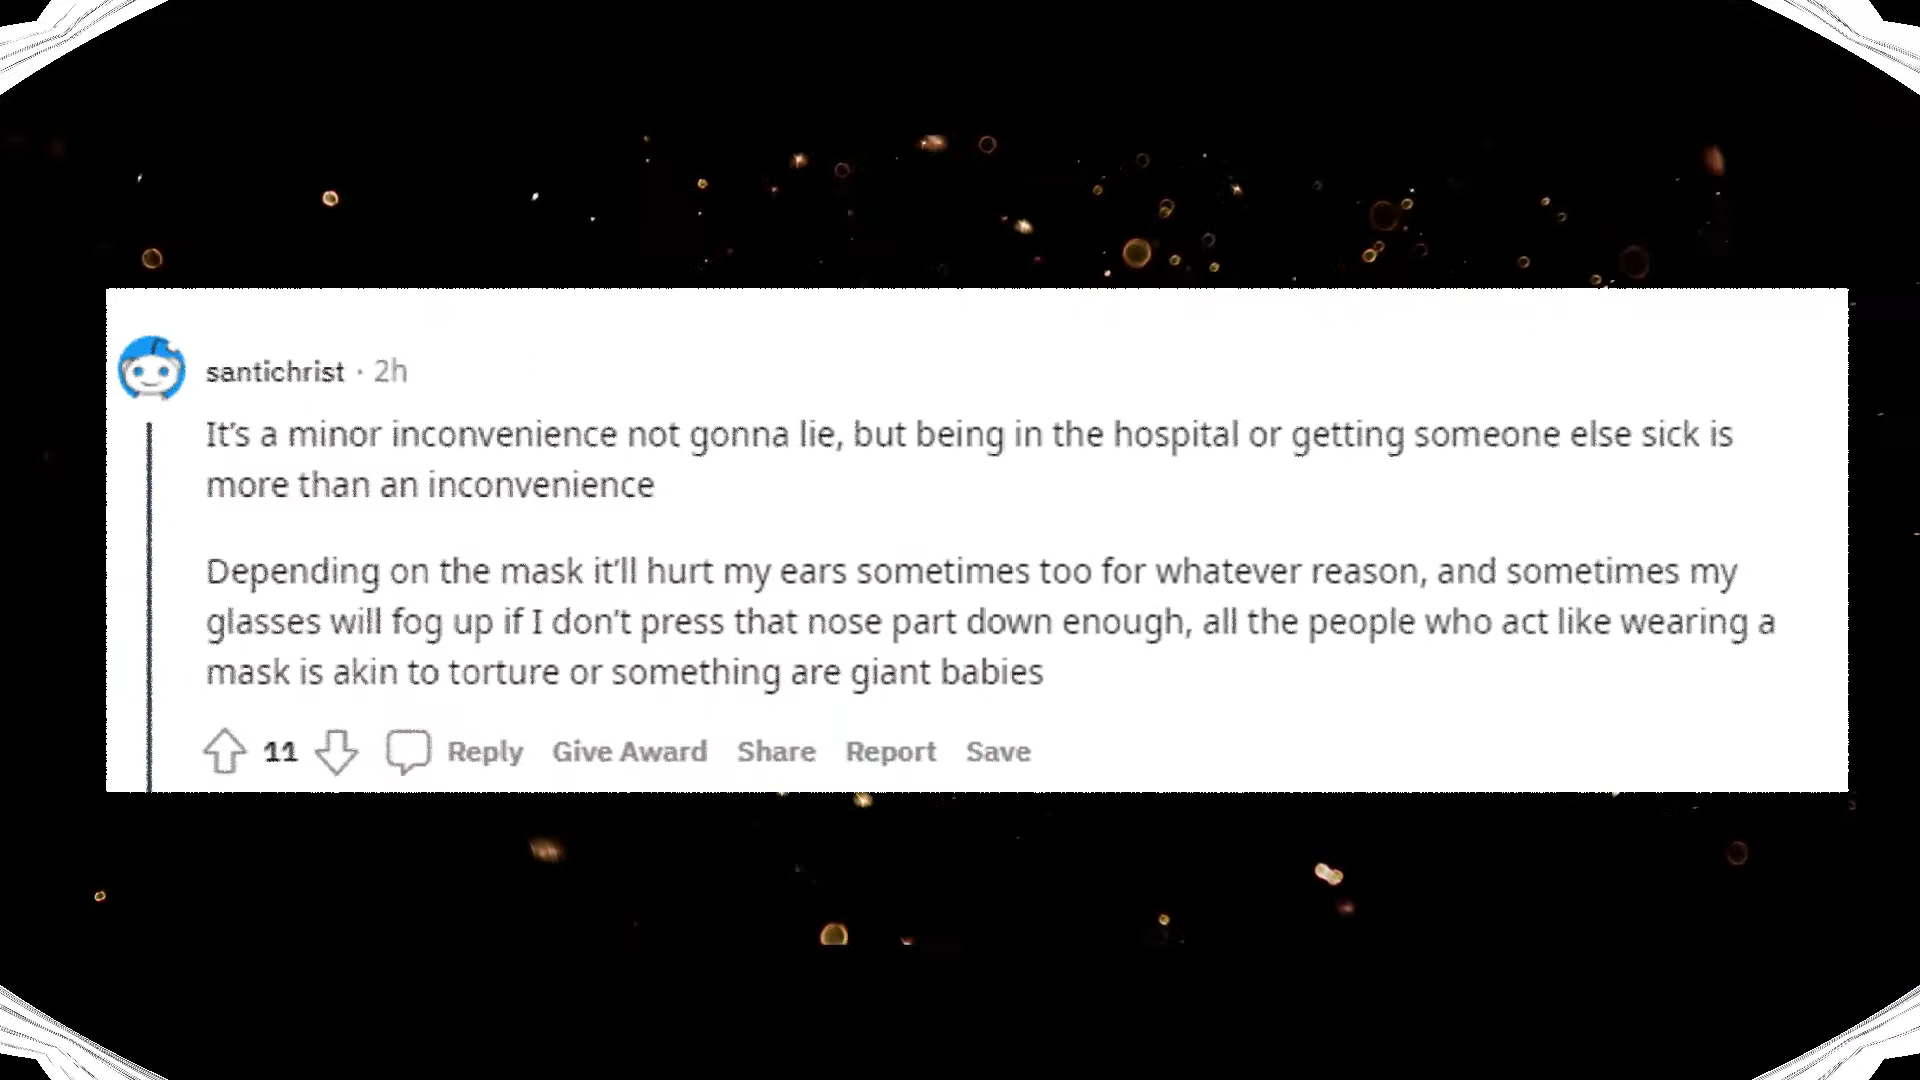 santichrist · 2h
It's a minor inconvenience not gonna lie, but being in the hospital or getting someone else sick is
more than an inconvenience
Depending on the mask it'll hurt my ears sometimes too for whatever reason, and sometimes my
glasses will fog up if I don't press that nose part down enough, all the people who act like wearing a
mask is akin to torture or something are giant babies
11 Reply Give Award Share Report Save